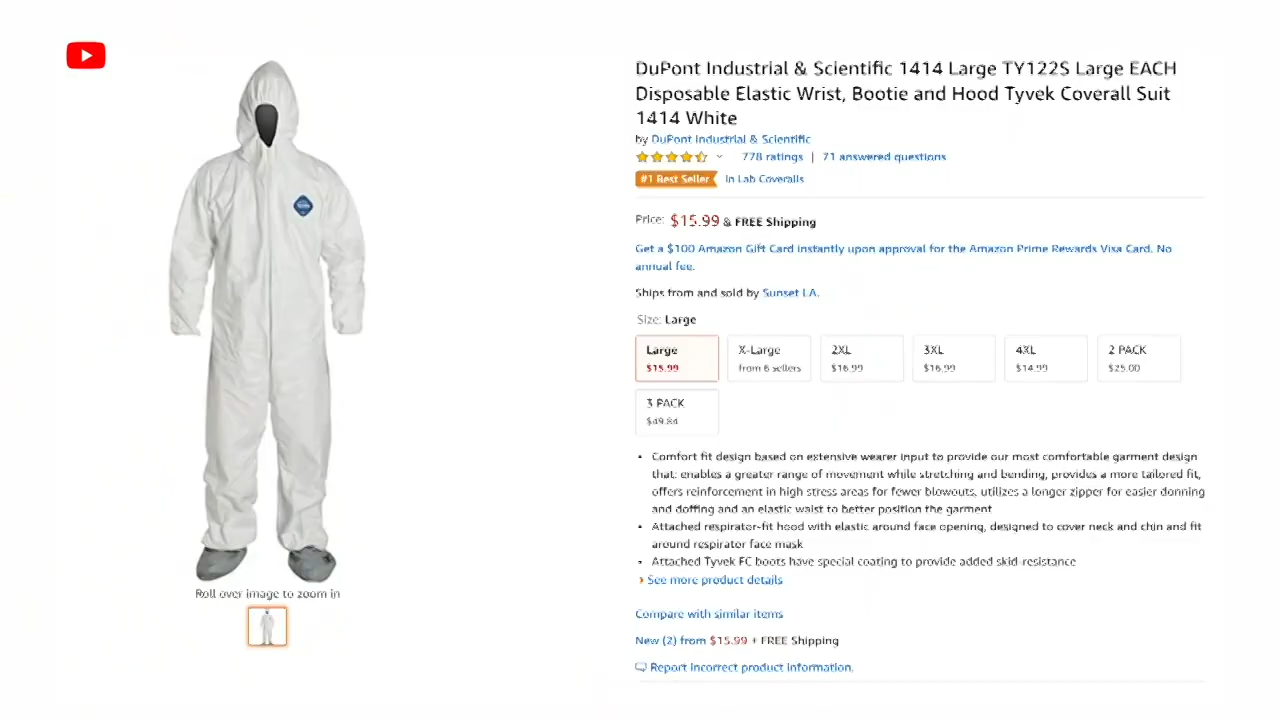 DuPont Industrial & Scientific 1414 Large TY122S Large EACH
Disposable Elastic Wrist, Bootie and Hood Tyvek Coverall Suit
1414 White
by DuPont Industrial & Scientific
778 ratings | 71 answered questions
#1 Best Seller in Lab Coveralls
Price: $15.99 & FREE Shipping
Get a $100 Amazon Gift Card instantly upon approval for the Amazon Prime Rewards Visa Card. No
annual fee.
Ships from and sold by Sunset LA.
Size: Large
Large X-Large 2XL 3XL 4XL 2 PACK
$15.99 from 6 sellers $16.99 $16.99 $14.99 $25.00
3 PACK
$49.84
• Comfort fit design based on extensive wearer input to provide our most comfortable garment design
that: enables a greater range of movement while stretching and bending, provides a more tailored fit,
offers reinforcement in high stress areas for fewer blowouts, utilizes a longer zipper for easier donning
and doffing and an elastic waist to better position the garment
• Attached respirator-fit hood with elastic around face opening, designed to cover neck and chin and fit
around respirator face mask
• Attached Tyvek FC boots have special coating to provide added skid-resistance
› See more product details
Compare with similar items
New (2) from $15.99 + FREE Shipping
Report incorrect product information.
Roll over image to zoom in